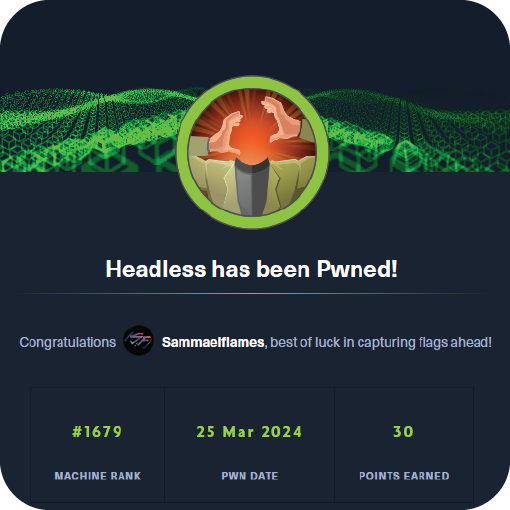 Headless has been Pwned!
Congratulations Sammaelflames, best of luck in capturing flags ahead!
#1679 25 Mar 2024 30
MACHINE RANK PWN DATE POINTS EARNED